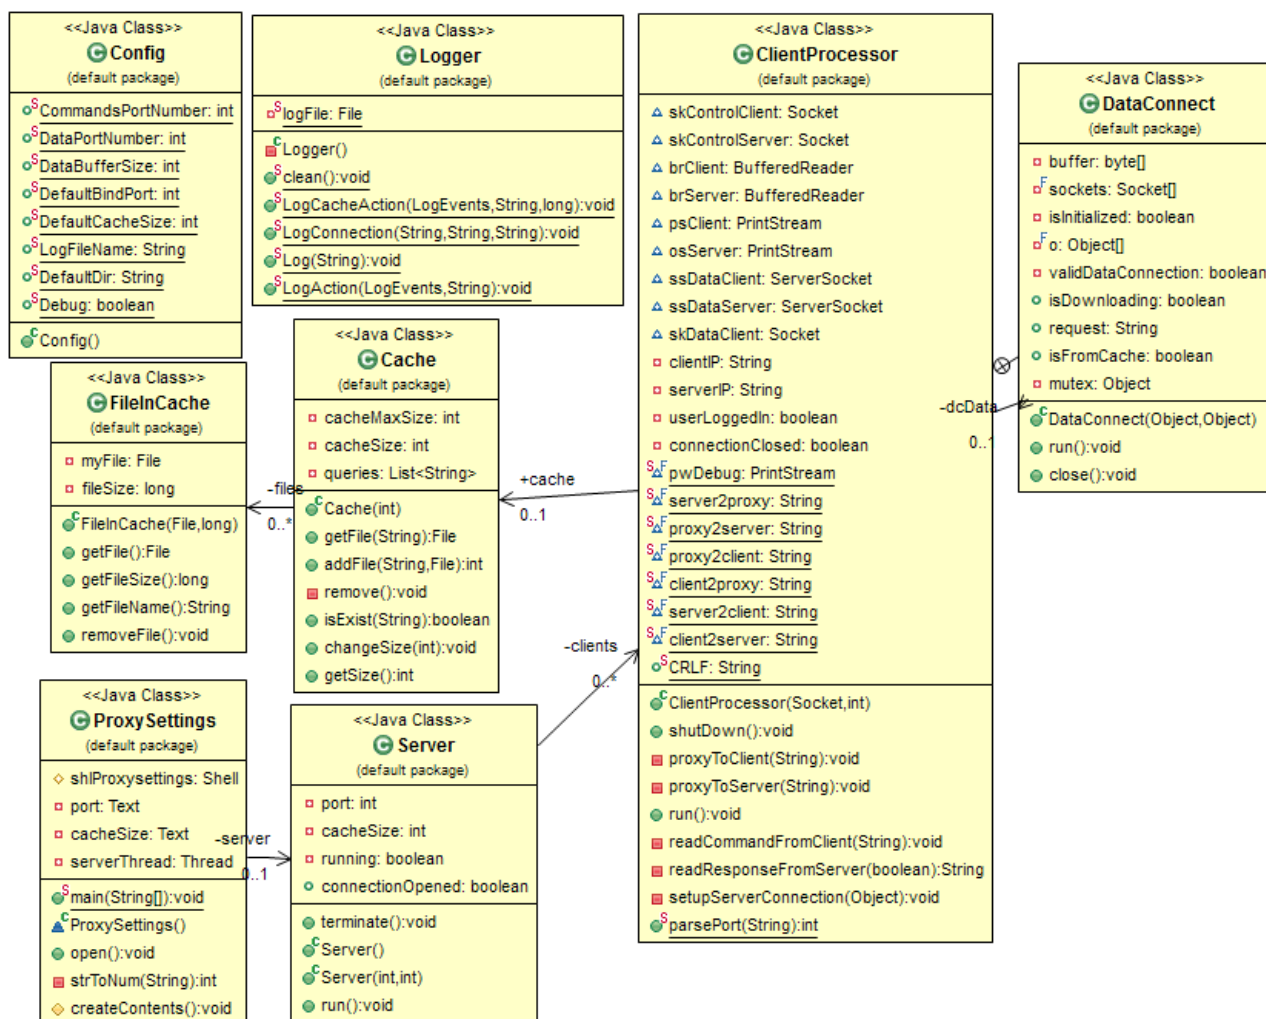 <<Java Class>>
Config
(default package)
CommandsPortNumber: int
DataPortNumber: int
DataBufferSize: int
DefaultBindPort: int
DefaultCacheSize: int
LogFileName: String
DefaultDir: String
Debug: boolean
Config()
<<Java Class>>
Logger
(default package)
logFile: File
Logger()
clean():void
LogCacheAction(LogEvents,String,long):void
LogConnection(String,String,String):void
Log(String):void
LogAction(LogEvents,String):void
<<Java Class>>
ClientProcessor
(default package)
skControlClient: Socket
skControlServer: Socket
brClient: BufferedReader
brServer: BufferedReader
psClient: PrintStream
osServer: PrintStream
ssDataClient: ServerSocket
ssDataServer: ServerSocket
skDataClient: Socket
clientIP: String
serverIP: String
userLoggedIn: boolean
connectionClosed: boolean
pwDebug: PrintStream
server2proxy: String
proxy2server: String
proxy2client: String
client2proxy: String
server2client: String
client2server: String
CRLF: String
ClientProcessor(Socket,int)
shutDown():void
proxyToClient(String):void
proxyToServer(String):void
run():void
readCommandFromClient(String):void
readResponseFromServer(boolean):String
setupServerConnection(Object):void
parsePort(String):int
<<Java Class>>
DataConnect
(default package)
buffer: byte[]
sockets: Socket[]
isInitialized: boolean
o: Object[]
validDataConnection: boolean
isDownloading: boolean
request: String
isFromCache: boolean
mutex: Object
DataConnect(Object,Object)
run():void
close():void
-dcData
0..1
<<Java Class>>
FileInCache
(default package)
myFile: File
fileSize: long
FileInCache(File,long)
getFile():File
getFileSize():long
getFileName():String
removeFile():void
-files
0..*
<<Java Class>>
Cache
(default package)
cacheMaxSize: int
cacheSize: int
queries: List<String>
Cache(int)
getFile(String):File
addFile(String,File):int
remove():void
isExist(String):boolean
changeSize(int):void
getSize():int
+cache
0..1
-clients
0..*
<<Java Class>>
ProxySettings
(default package)
shlProxysettings: Shell
port: Text
cacheSize: Text
serverThread: Thread
main(String[]):void
ProxySettings()
open():void
strToNum(String):int
createContents():void
-server
0..1
<<Java Class>>
Server
(default package)
port: int
cacheSize: int
running: boolean
connectionOpened: boolean
terminate():void
Server()
Server(int,int)
run():void